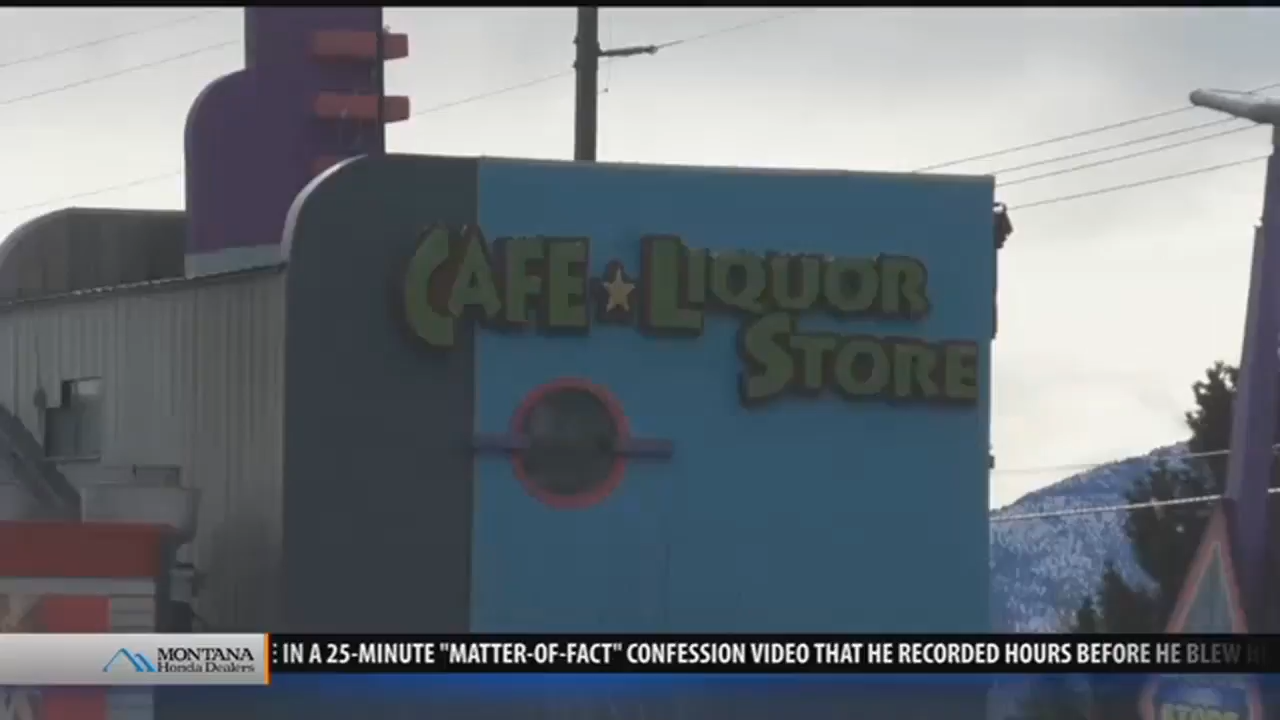 CAFE LIQUOR
STORE
MONTANA
Honda Dealers
IN A 25-MINUTE "MATTER-OF-FACT" CONFESSION VIDEO THAT HE RECORDED HOURS BEFORE HE BLEW
STORE